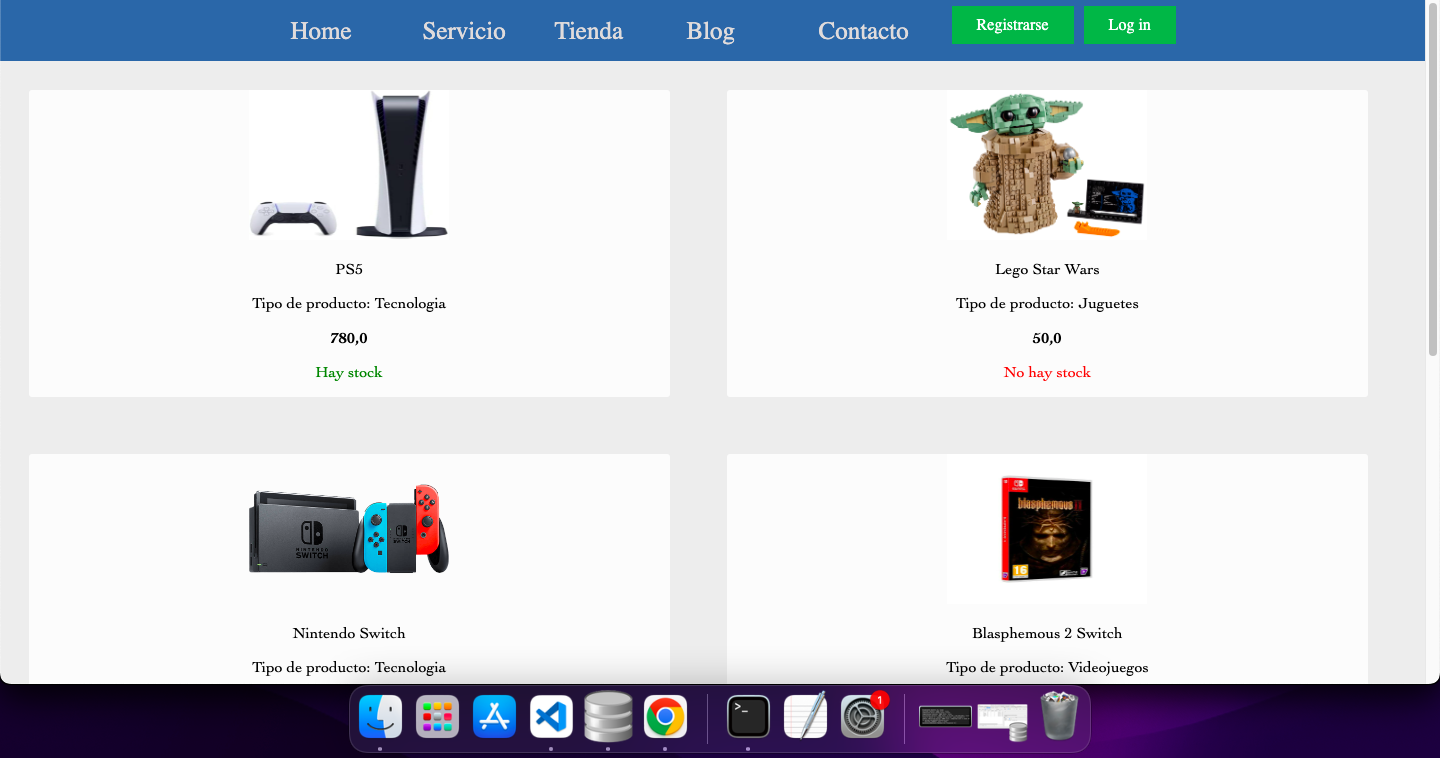 Home Servicio Tienda Blog Contacto Registrarse Log in
PS5
Tipo de producto: Tecnologia
780,0
Hay stock
Lego Star Wars
Tipo de producto: Juguetes
50,0
No hay stock
NINTENDO
SWITCH
Nintendo Switch
Tipo de producto: Tecnologia
blasphemous II
16
Blasphemous 2 Switch
Tipo de producto: Videojuegos
>_
1